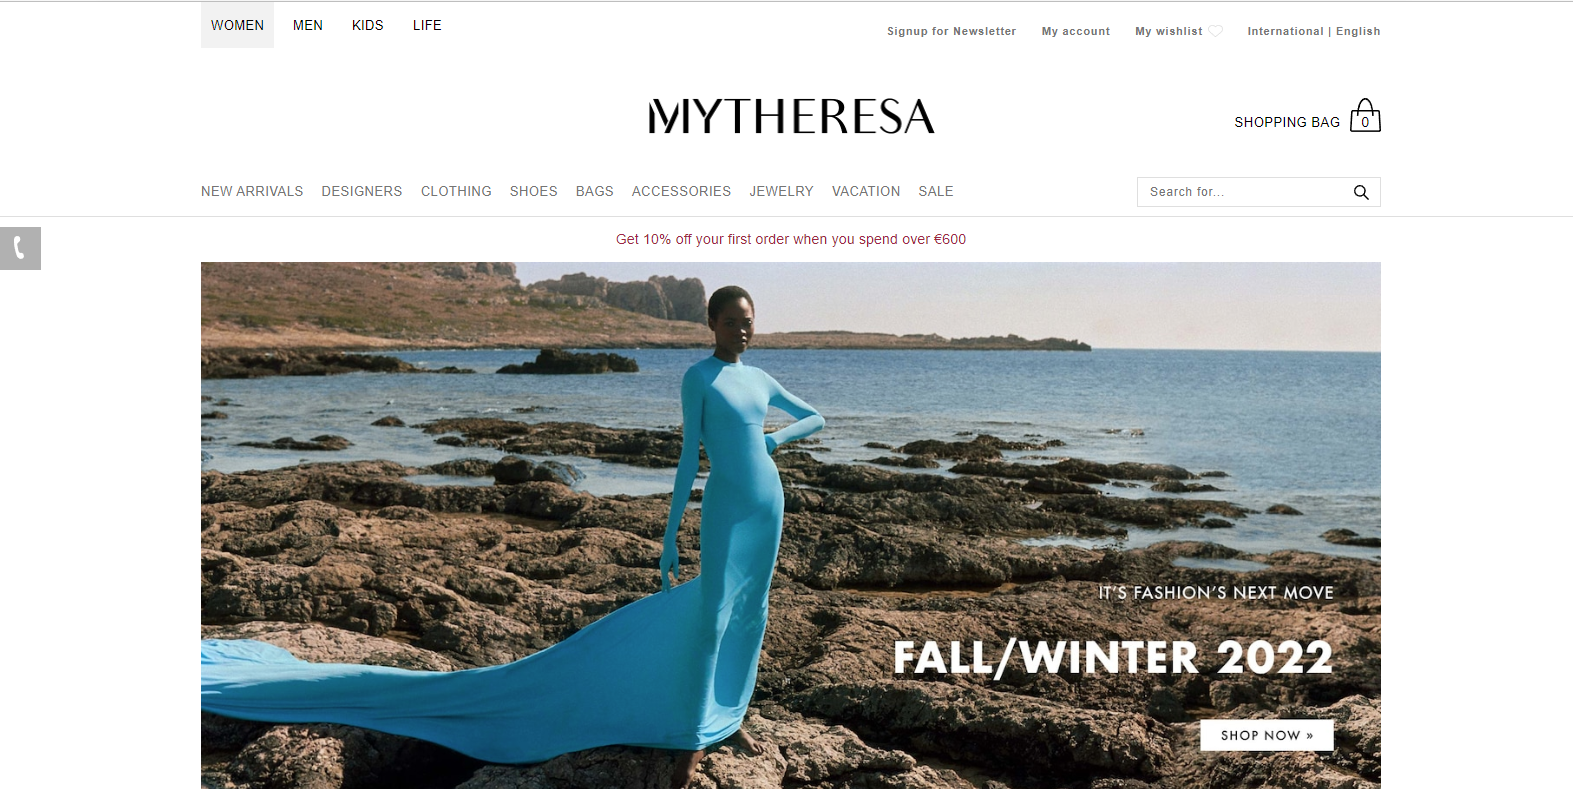 WOMEN MEN KIDS LIFE
Signup for Newsletter My account My wishlist International | English
MYTHERESA
SHOPPING BAG 0
NEW ARRIVALS DESIGNERS CLOTHING SHOES BAGS ACCESSORIES JEWELRY VACATION SALE
Search for...
Get 10% off your first order when you spend over €600
IT'S FASHION'S NEXT MOVE
FALL/WINTER 2022
SHOP NOW »